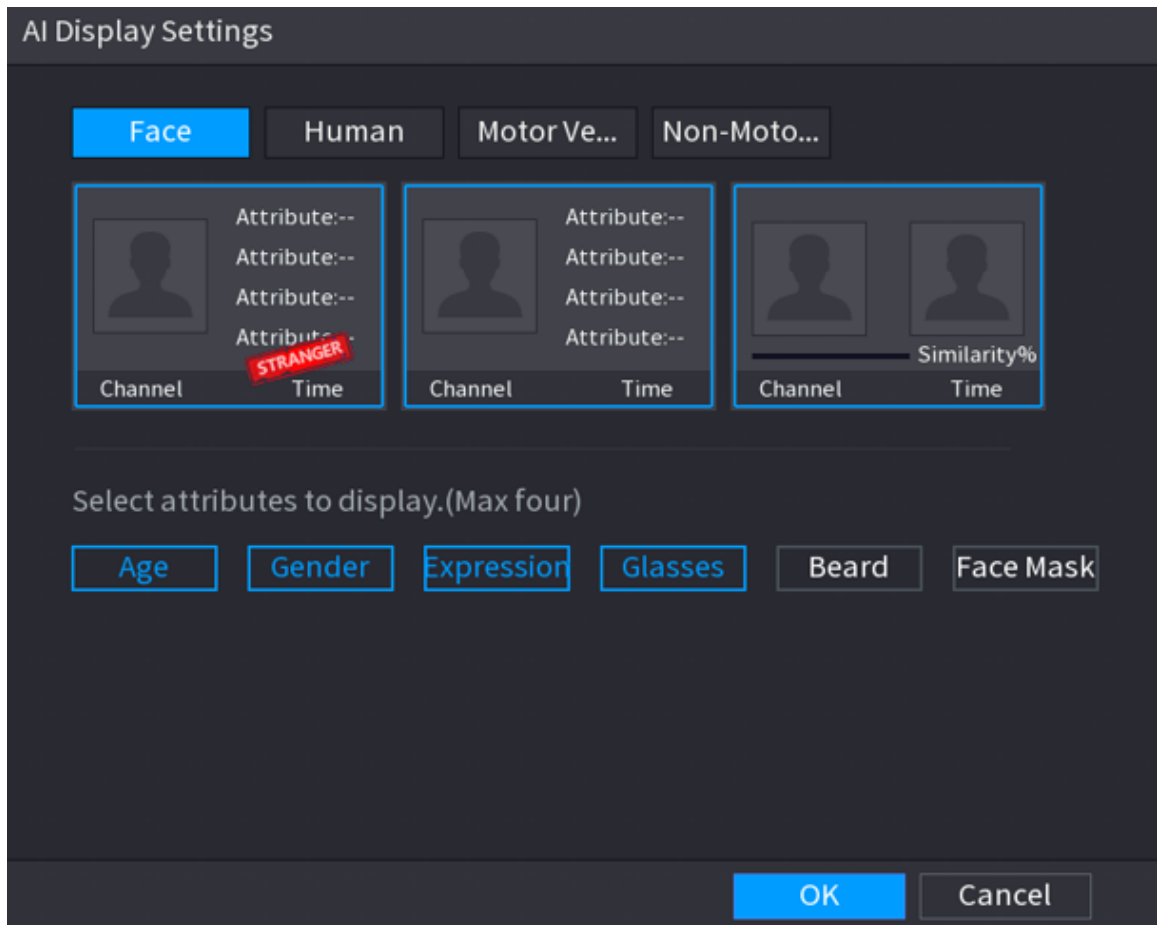 AI Display Settings
Face Human Motor Ve... Non-Moto...
Attribute:-- Attribute:--
Attribute:-- Attribute:--
Attribute:-- Attribute:--
Attribute:-- Attribute:--
STRANGER Similarity%
Channel Time Channel Time Channel Time
Select attributes to display.(Max four)
Age Gender Expression Glasses Beard Face Mask
OK Cancel